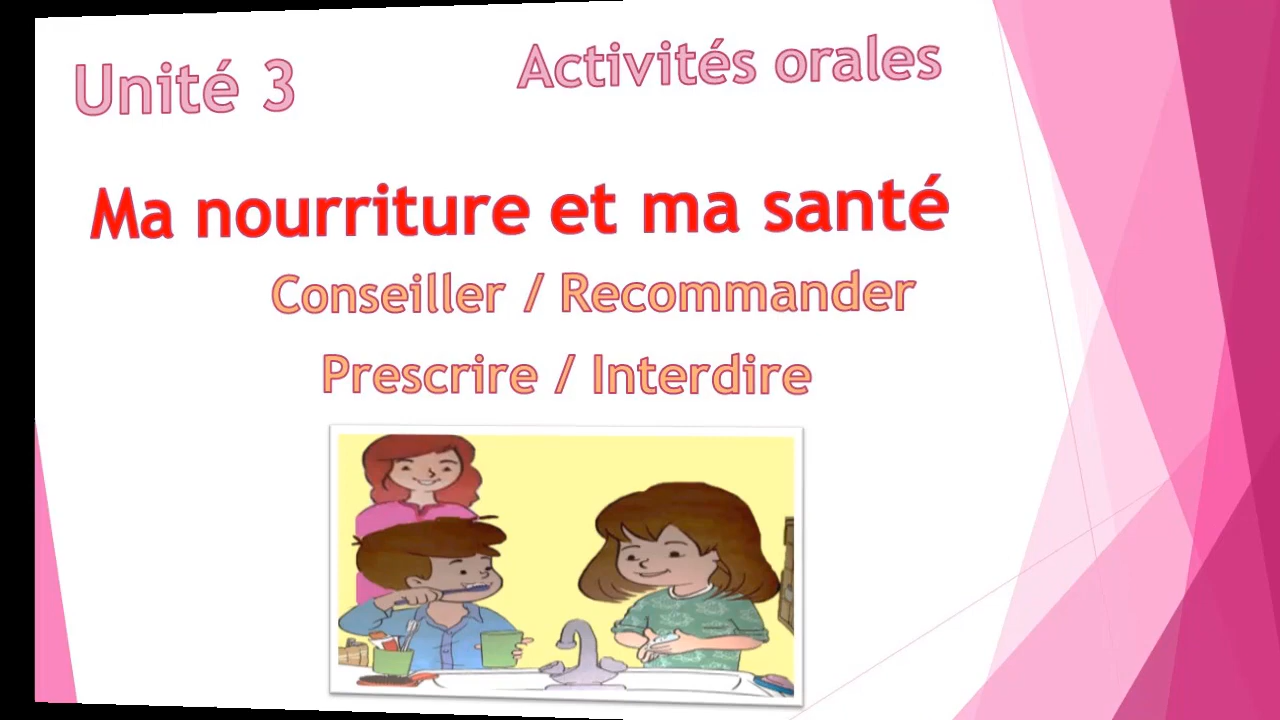 Unité 3
Activités orales
Ma nourriture et ma santé
Conseiller / Recommander
Prescrire / Interdire